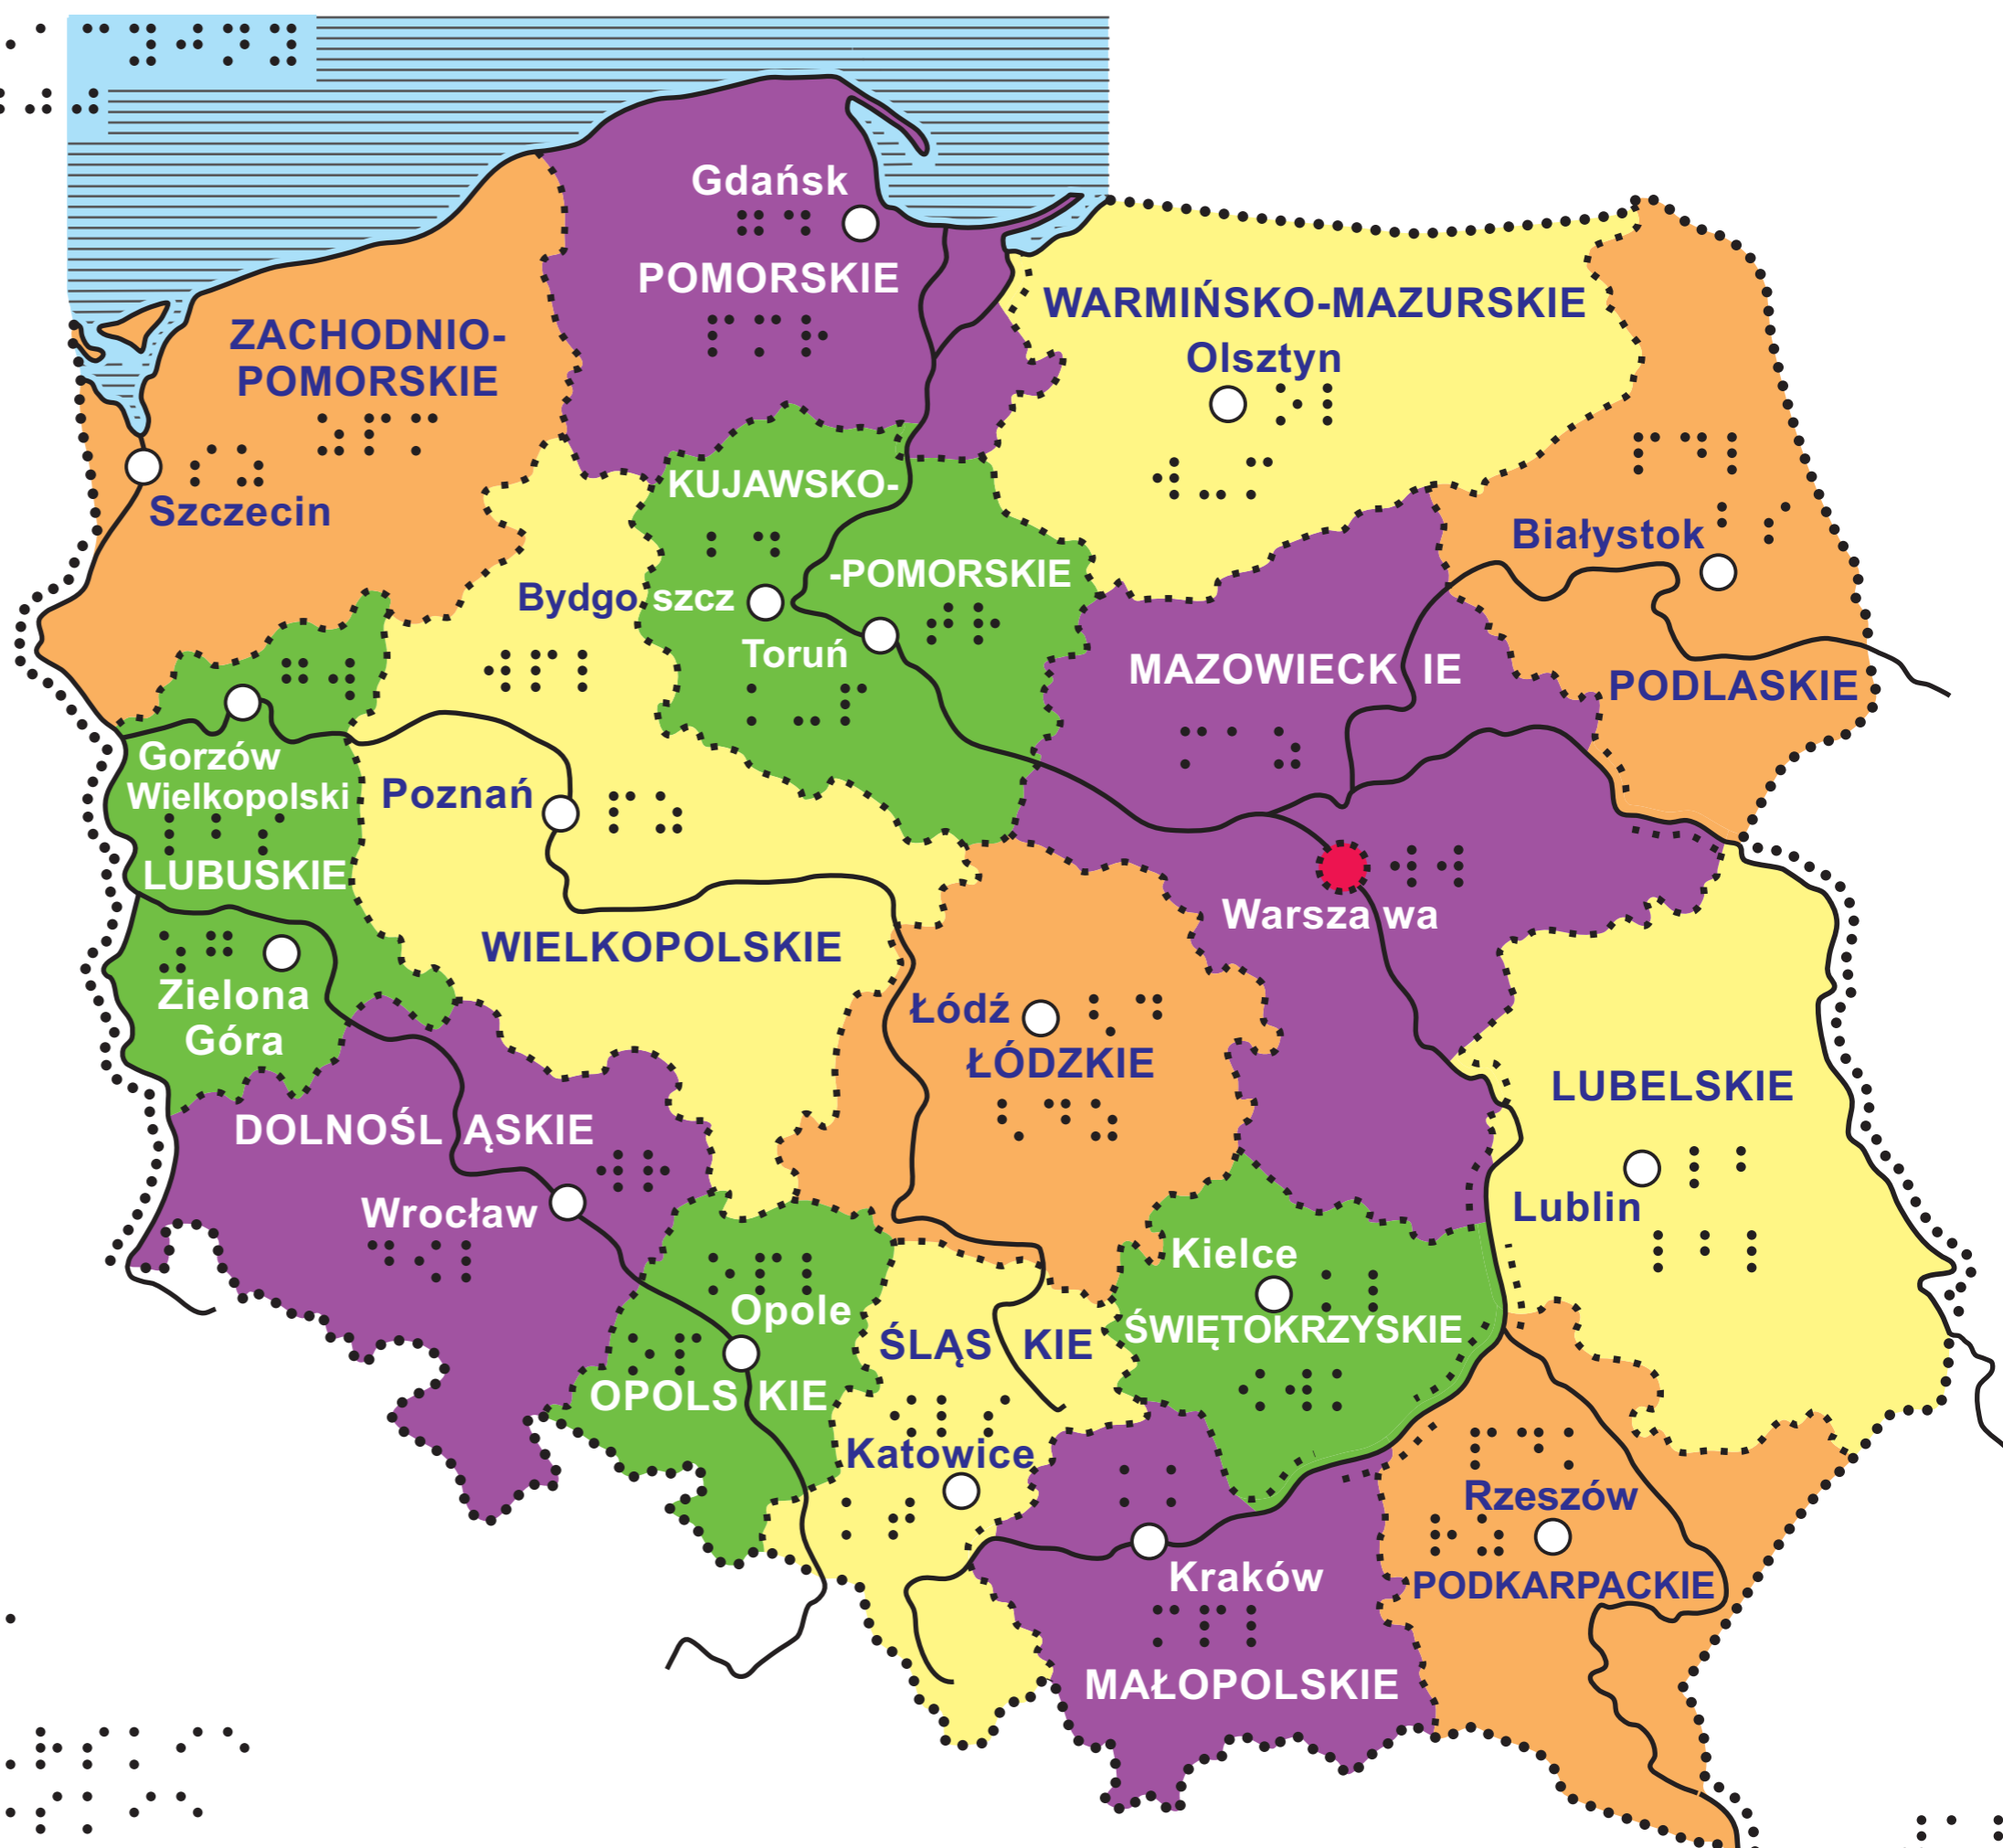 Gdańsk
POMORSKIE
ZACHODNIO-
POMORSKIE
Szczecin
WARMIŃSKO-MAZURSKIE
Olsztyn
KUJAWSKO-
-POMORSKIE
Bydgo szcz
Toruń
Białystok
PODLASKIE
MAZOWIECK IE
Warsza wa
Gorzów
Wielkopolski
LUBUSKIE
Zielona
Góra
Poznań
WIELKOPOLSKIE
Łódź
ŁÓDZKIE
LUBELSKIE
Lublin
DOLNOŚL ĄSKIE
Wrocław
Opole
OPOLS KIE
ŚLĄS KIE
Katowice
Kielce
ŚWIĘTOKRZYSKIE
Kraków
MAŁOPOLSKIE
Rzeszów
PODKARPACKIE